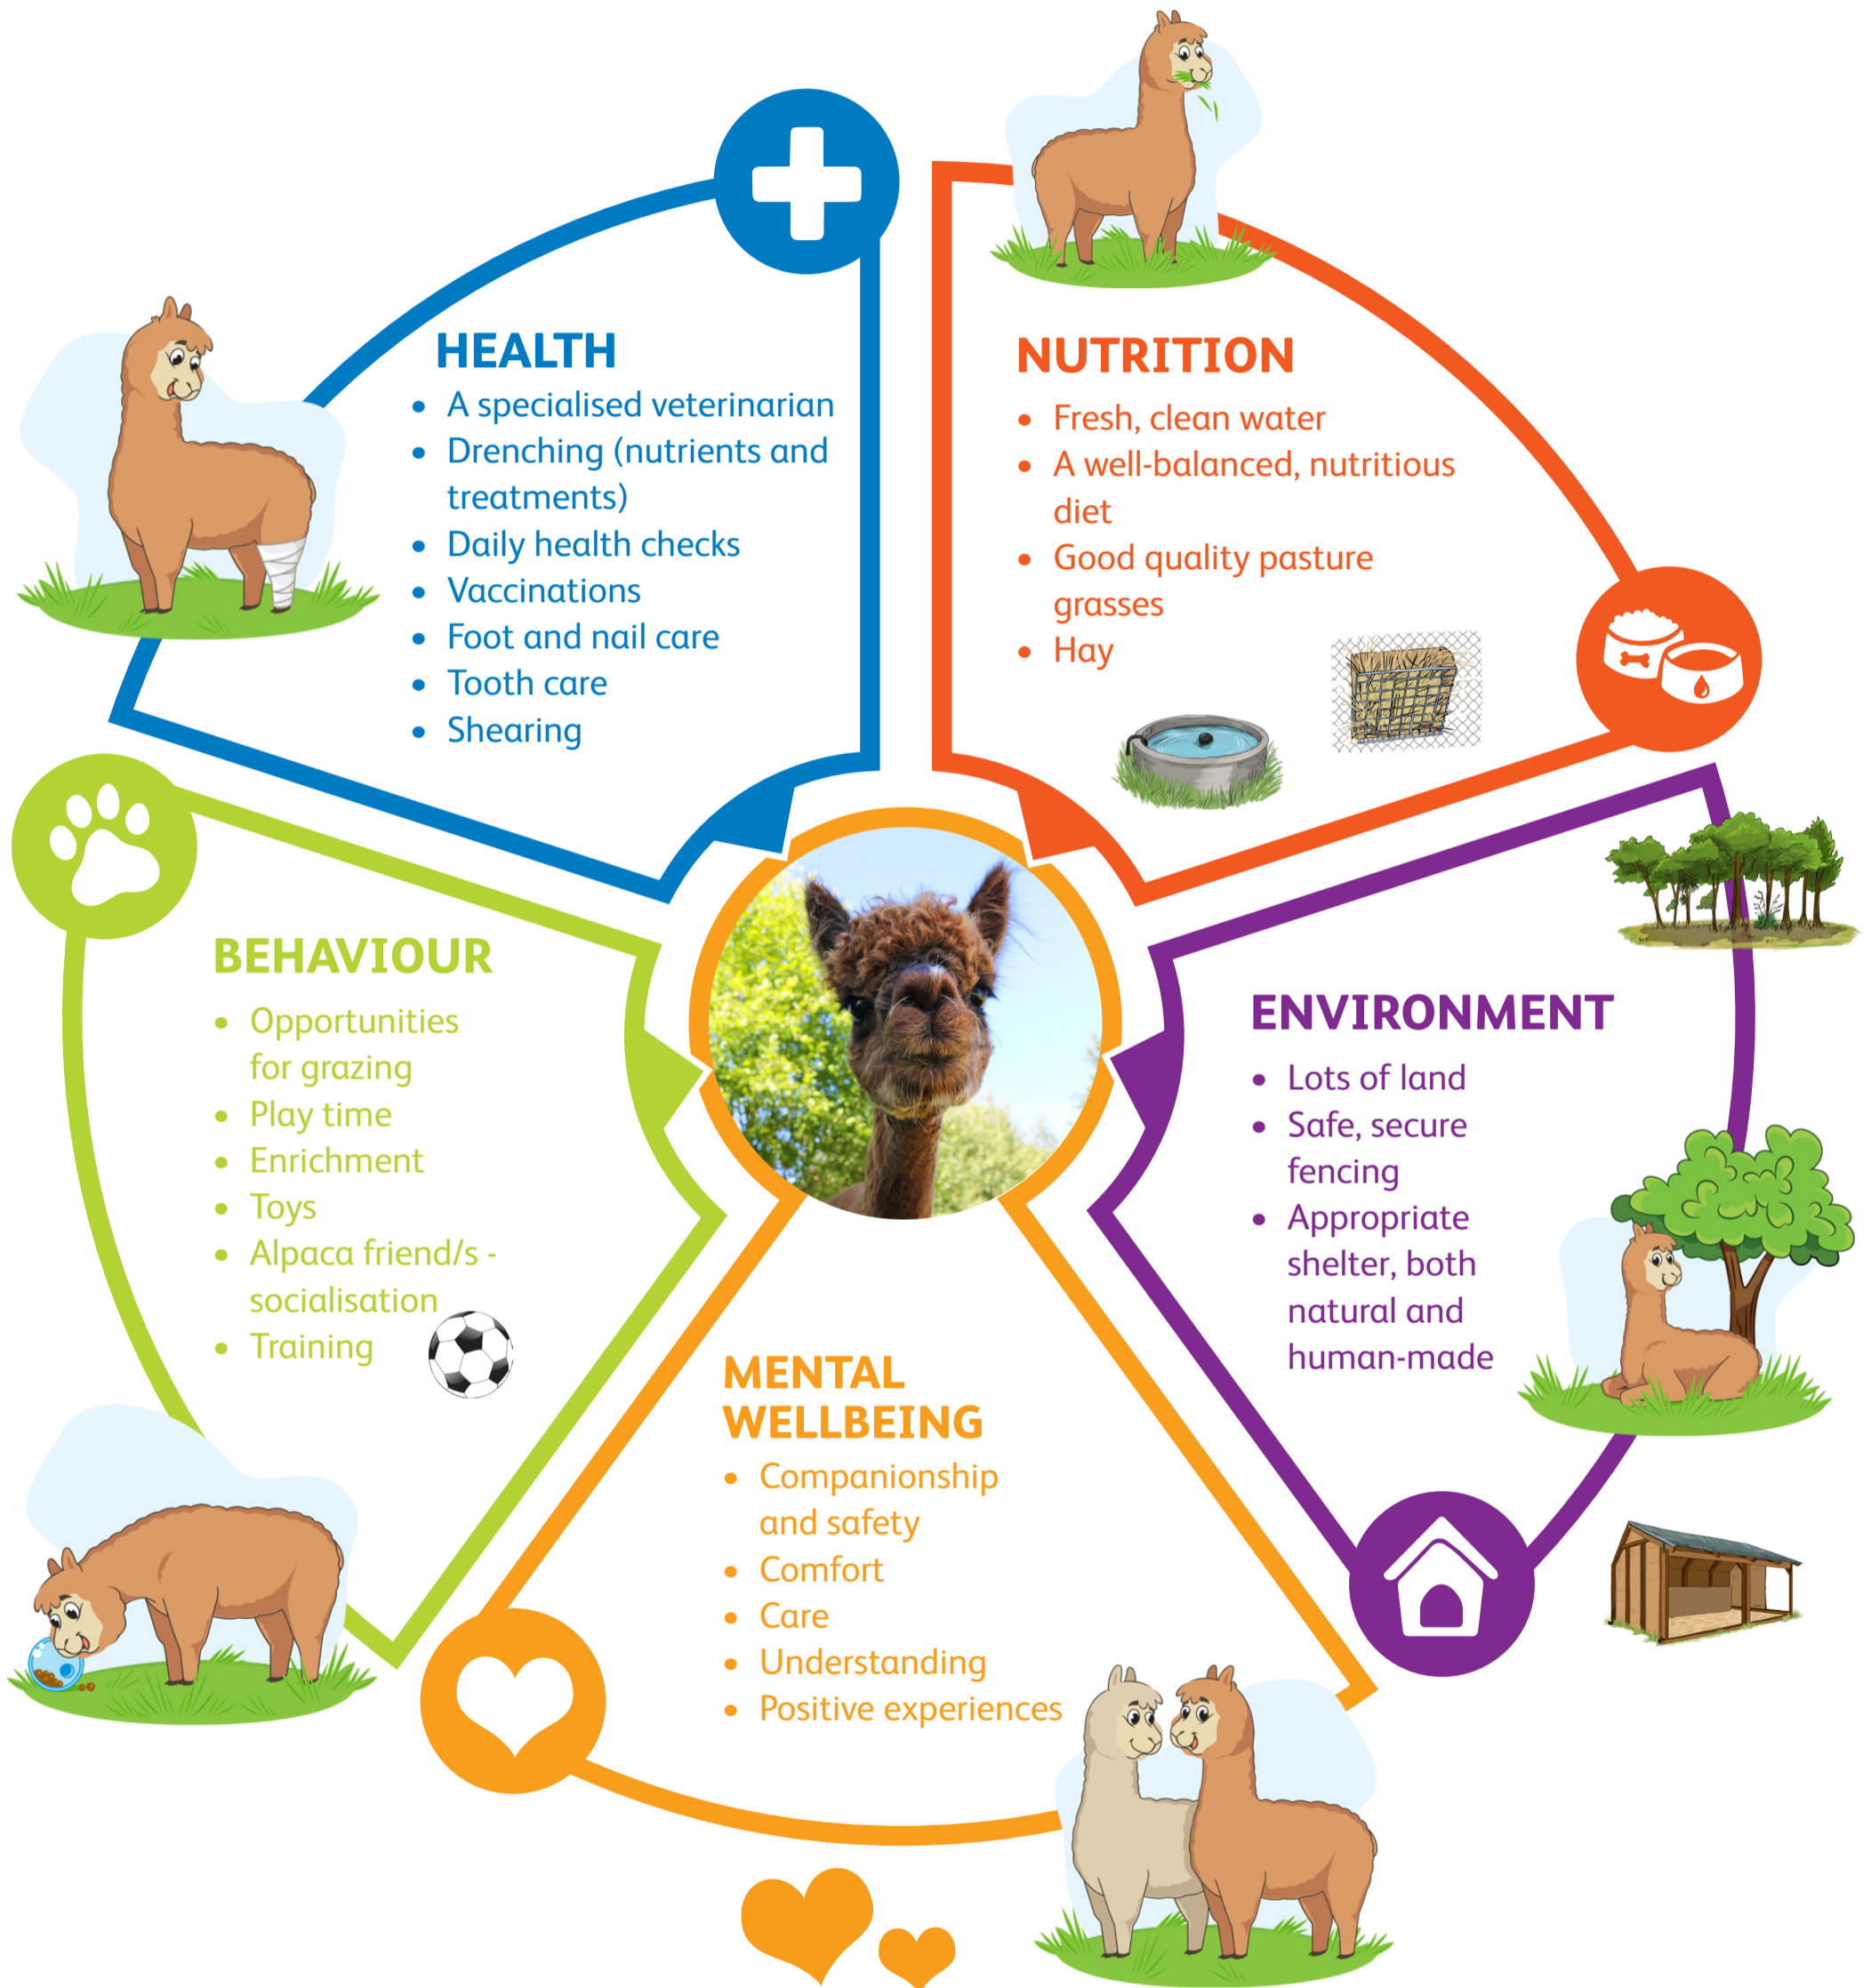 HEALTH
• A specialised veterinarian
• Drenching (nutrients and
treatments)
• Daily health checks
• Vaccinations
• Foot and nail care
• Tooth care
• Shearing
NUTRITION
• Fresh, clean water
• A well-balanced, nutritious
diet
• Good quality pasture
grasses
• Hay
BEHAVIOUR
• Opportunities
for grazing
• Play time
• Enrichment
• Toys
• Alpaca friend/s -
socialisation
• Training
ENVIRONMENT
• Lots of land
• Safe, secure
fencing
• Appropriate
shelter, both
natural and
human-made
MENTAL
WELLBEING
• Companionship
and safety
• Comfort
• Care
• Understanding
• Positive experiences